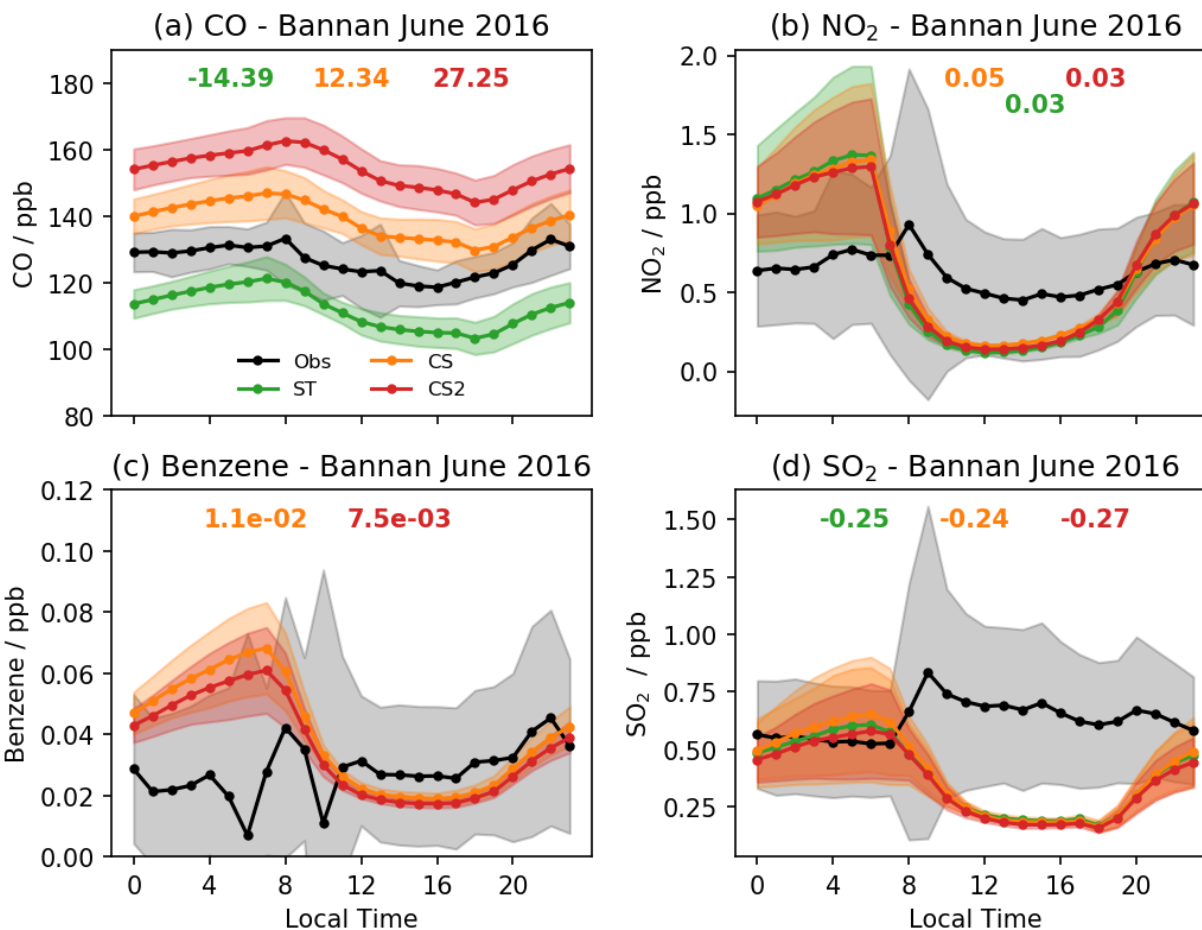 (a) CO - Bannan June 2016
-14.39 12.34 27.25
CO / ppb
180
160
140
120
100
80
Obs CS
ST CS2
(b) NO₂ - Bannan June 2016
0.05 0.03
0.03
NO₂ / ppb
2.0
1.5
1.0
0.5
0.0
(c) Benzene - Bannan June 2016
1.1e-02 7.5e-03
Benzene / ppb
0.12
0.10
0.08
0.06
0.04
0.02
0.00
0 4 8 12 16 20
Local Time
(d) SO₂ - Bannan June 2016
-0.25 -0.24 -0.27
SO₂ / ppb
1.50
1.25
1.00
0.75
0.50
0.25
0 4 8 12 16 20
Local Time